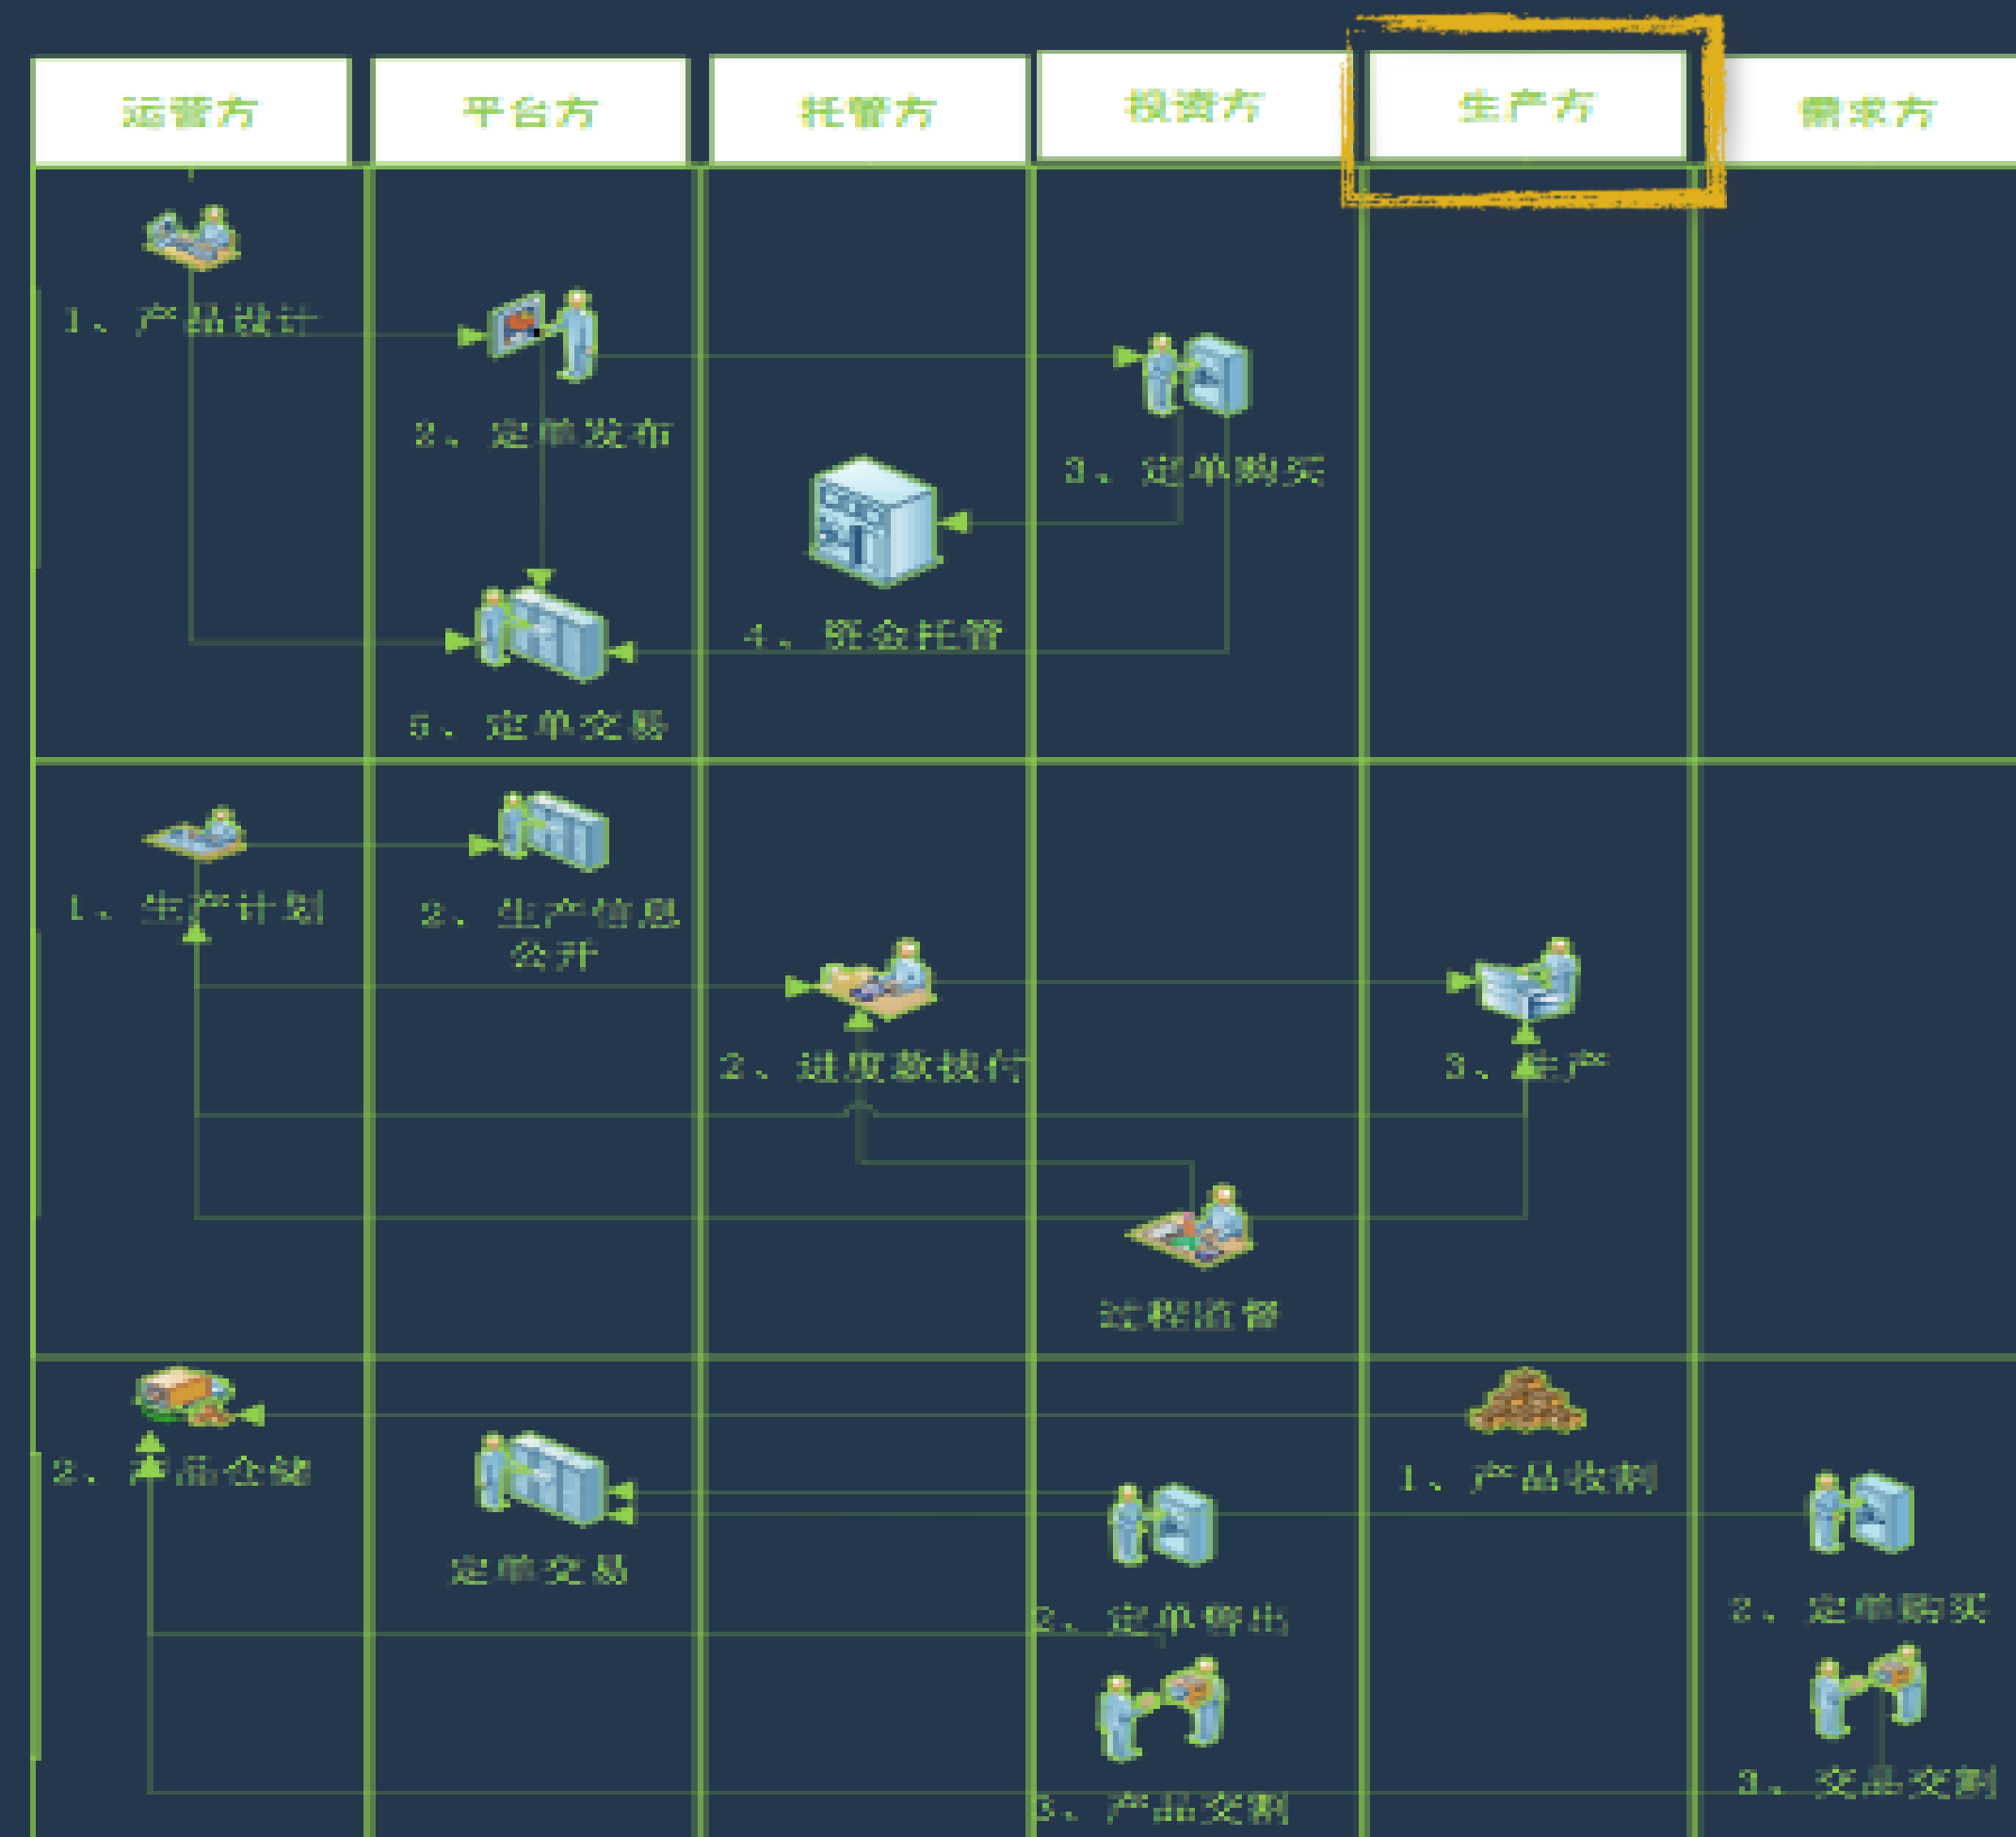 运营方
平台方
托管方
投资方
生产方
需求方
1、产品设计
2、定单发布
3、定单购买
4、资金托管
5、定单交易
1、生产计划
2、生产信息
公开
2、进度款拨付
3、生产
过程监督
2、产品仓储
1、产品收割
定单交易
2、定单售出
2、定单购买
3、产品交割
3、交品交割